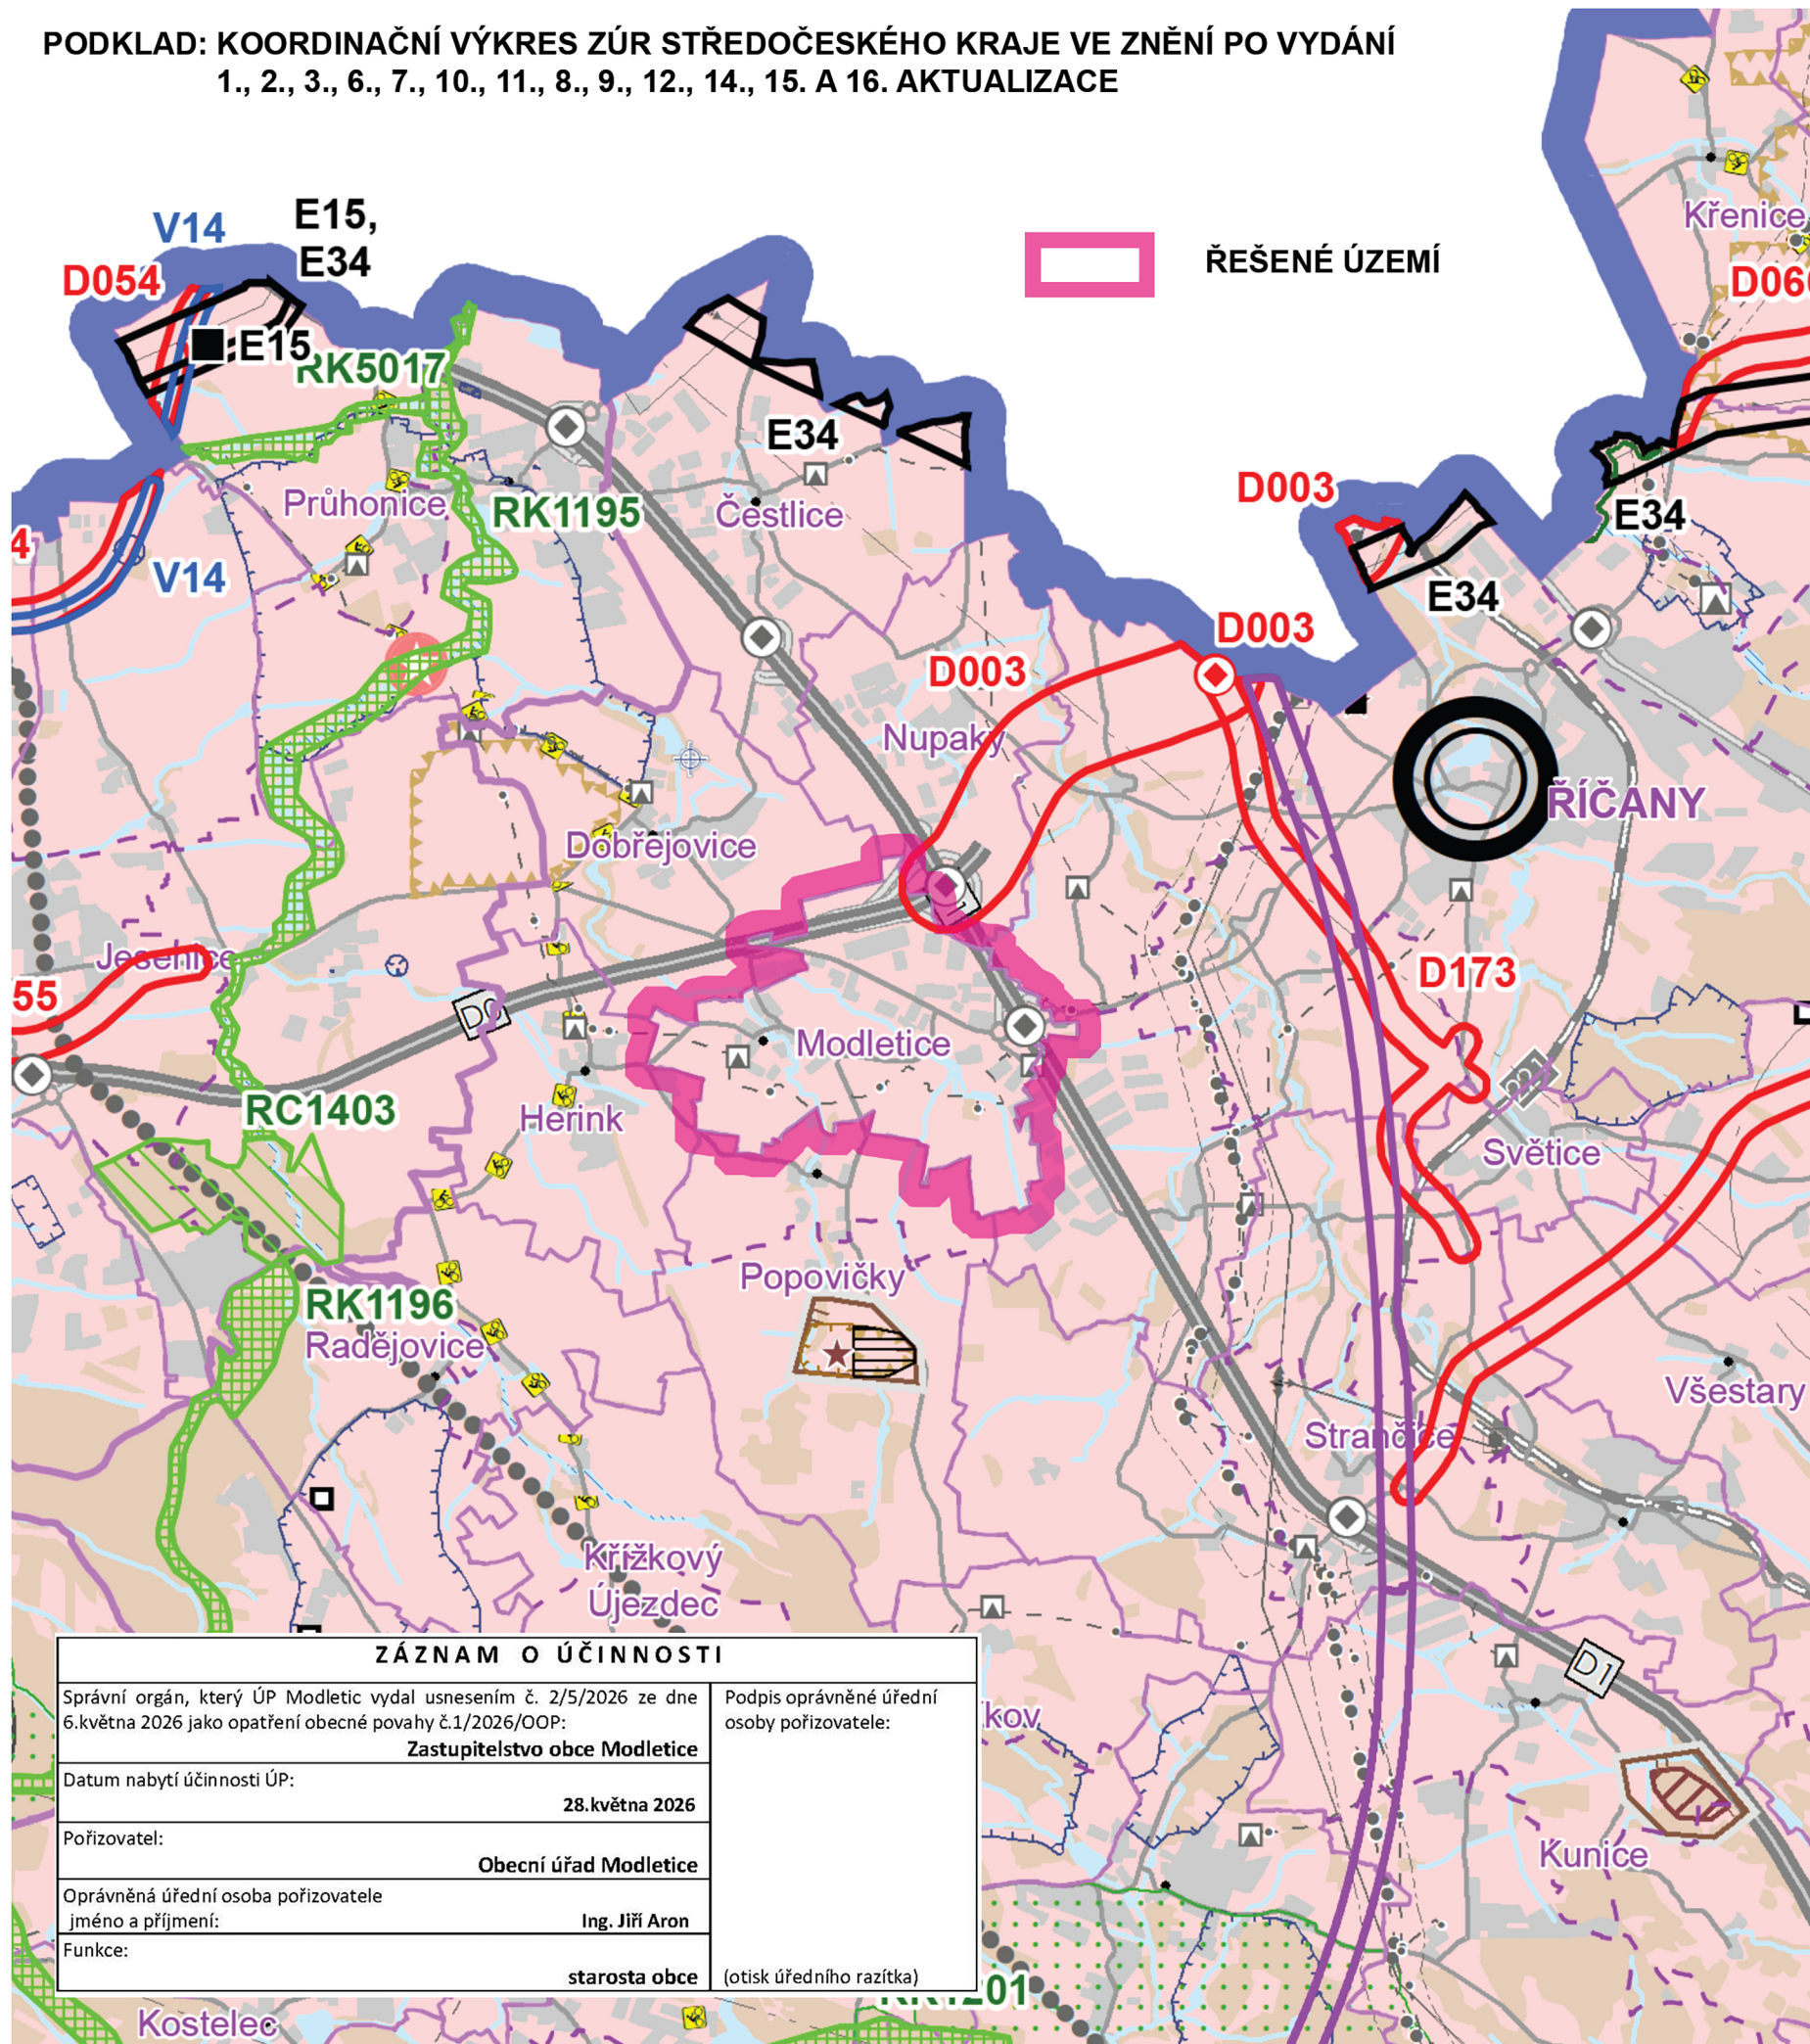 PODKLAD: KOORDINAČNÍ VÝKRES ZÚR STŘEDOČESKÉHO KRAJE VE ZNĚNÍ PO VYDÁNÍ
1., 2., 3., 6., 7., 10., 11., 8., 9., 12., 14., 15. A 16. AKTUALIZACE
Křenice
V14
E15,
E34
ŘEŠENÉ ÚZEMÍ
D054
E15
RK5017
E34
D003
Průhonice
RK1195
Čestlice
E34
V14
E34
D003
D003
Nupaky
ŘÍČANY
Dobřejovice
Jesenice
D173
55
D0
Modletice
RC1403
Herink
Světice
Popovičky
RK1196
Radějovice
Všestary
Strančice
Křížkový
Újezdec
D1
kov
Kunice
ZÁZNAM O ÚČINNOSTI
Správní orgán, který ÚP Modletic vydal usnesením č. 2/5/2026 ze dne
6.května 2026 jako opatření obecné povahy č.1/2026/OOP:
Zastupitelstvo obce Modletice
Podpis oprávněné úřední
osoby pořizovatele:
Datum nabytí účinnosti ÚP:
28.května 2026
Pořizovatel:
Obecní úřad Modletice
Oprávněná úřední osoba pořizovatele
jméno a příjmení:
Ing. Jiří Aron
Funkce:
starosta obce
(otisk úředního razítka)
Kostelec